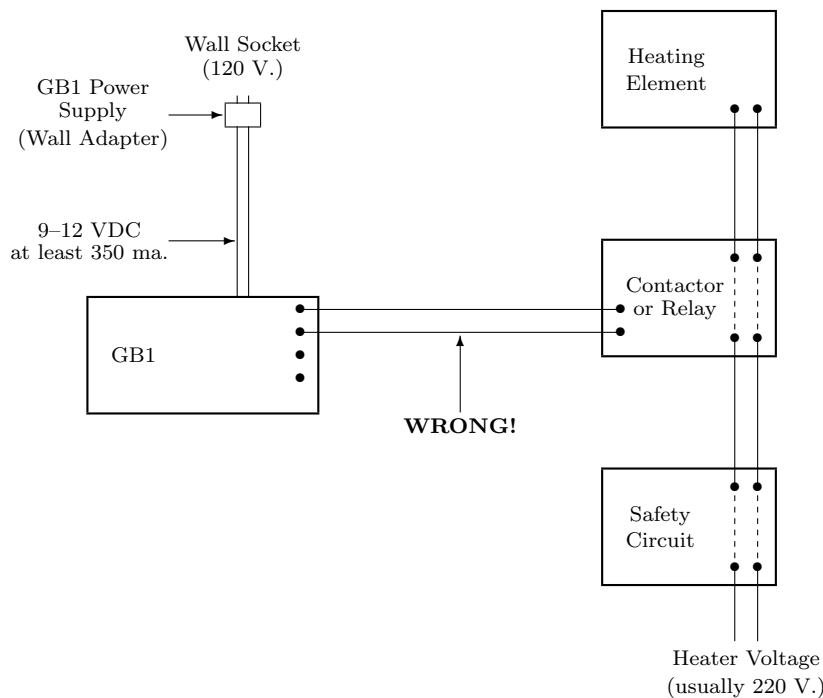 Wall Socket
(120 V.)
GB1 Power
Supply
(Wall Adapter)
9–12 VDC
at least 350 ma.
GB1
WRONG!
Heating
Element
Contactor
or Relay
Safety
Circuit
Heater Voltage
(usually 220 V.)